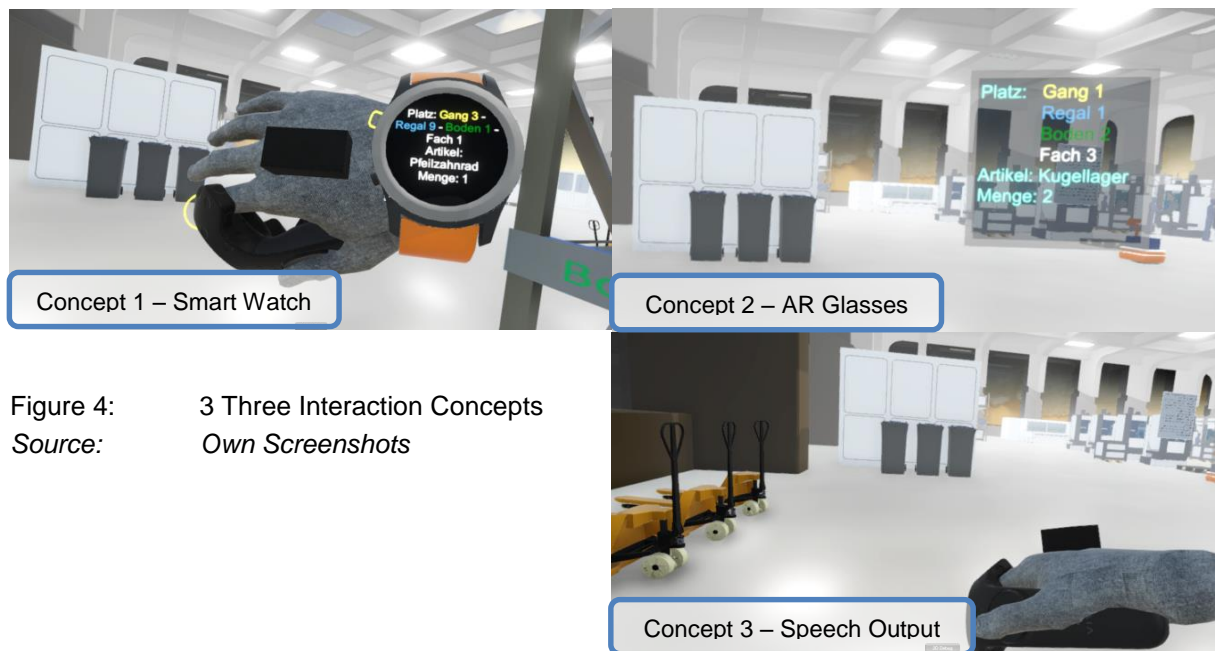 Platz: Gang 3 -
Regal 9 - Boden 1 -
Fach 1
Artikel:
Pfeilzahnrad
Menge: 1
Concept 1 – Smart Watch
Platz: Gang 1
Regal 1
Boden 2
Fach 3
Artikel: Kugellager
Menge: 2
Concept 2 – AR Glasses
Figure 4: 3 Three Interaction Concepts
Source: Own Screenshots
Concept 3 – Speech Output